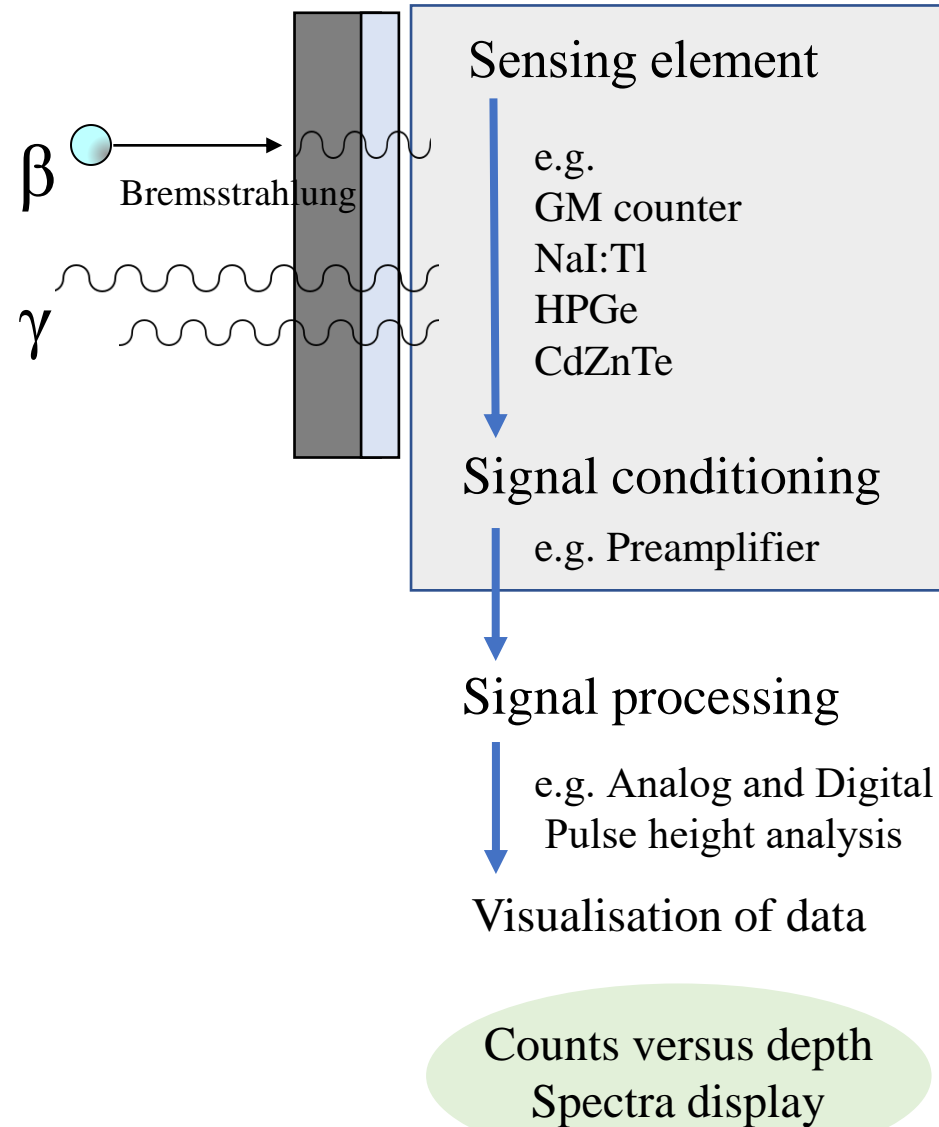 Sensing element
β
Bremsstrahlung
γ
e.g.
GM counter
NaI:Tl
HPGe
CdZnTe
Signal conditioning
e.g. Preamplifier
Signal processing
e.g. Analog and Digital
Pulse height analysis
Visualisation of data
Counts versus depth
Spectra display